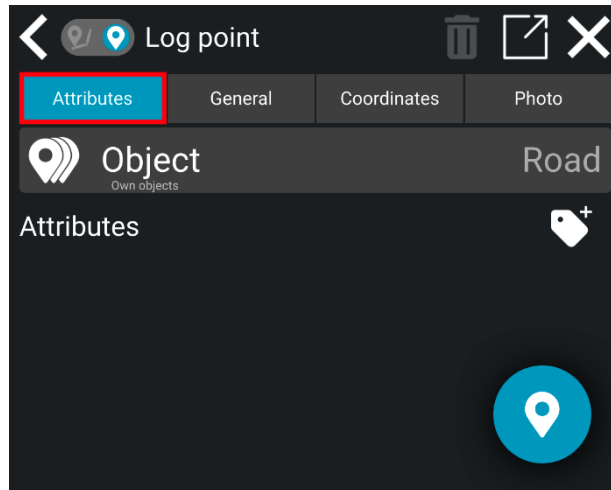 Log point
Attributes General Coordinates Photo
Object Road
Own objects
Attributes